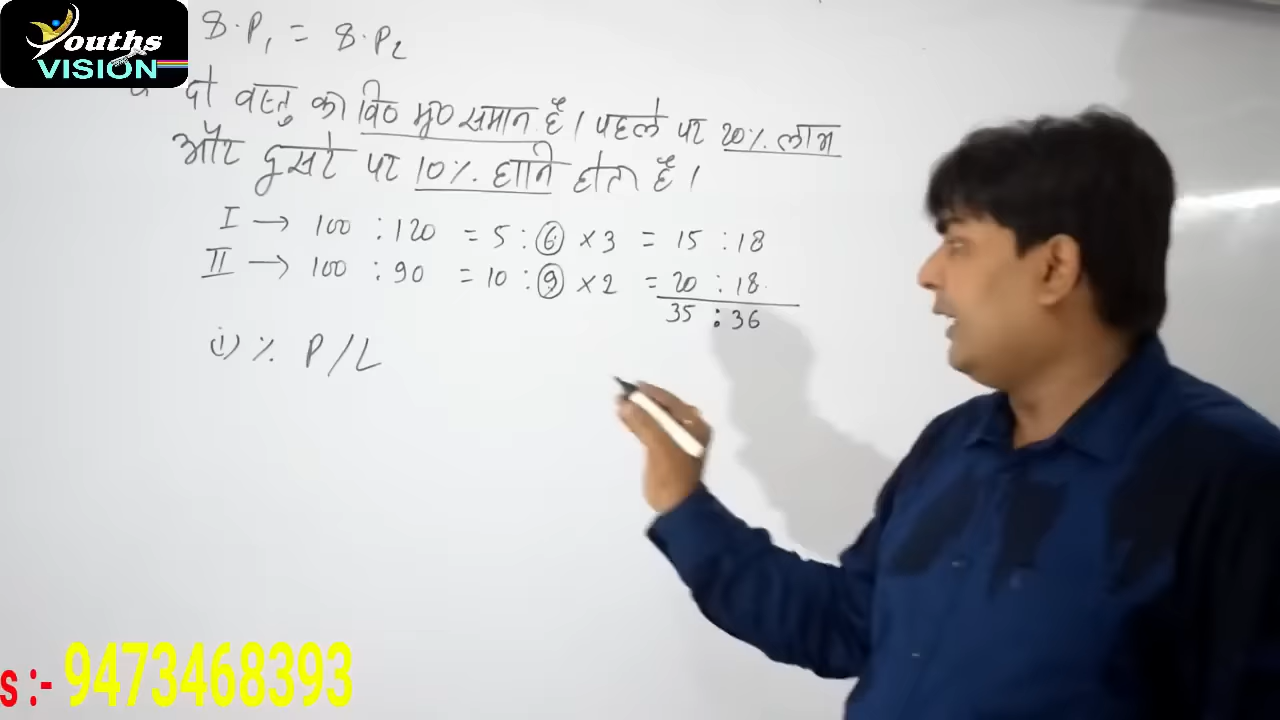 Youths
VISION
S.P₁ = S.P₂
दो वस्तु का वि० मू० समान है। पहले पर 20% लाभ
और दुसरे पर 10% हानि होता है।
I → 100 : 120 = 5 : 6 × 3 = 15 : 18
II → 100 : 90 = 10 : 9 × 2 = 20 : 18
35 : 36
i) % P/L
s :- 9473468393